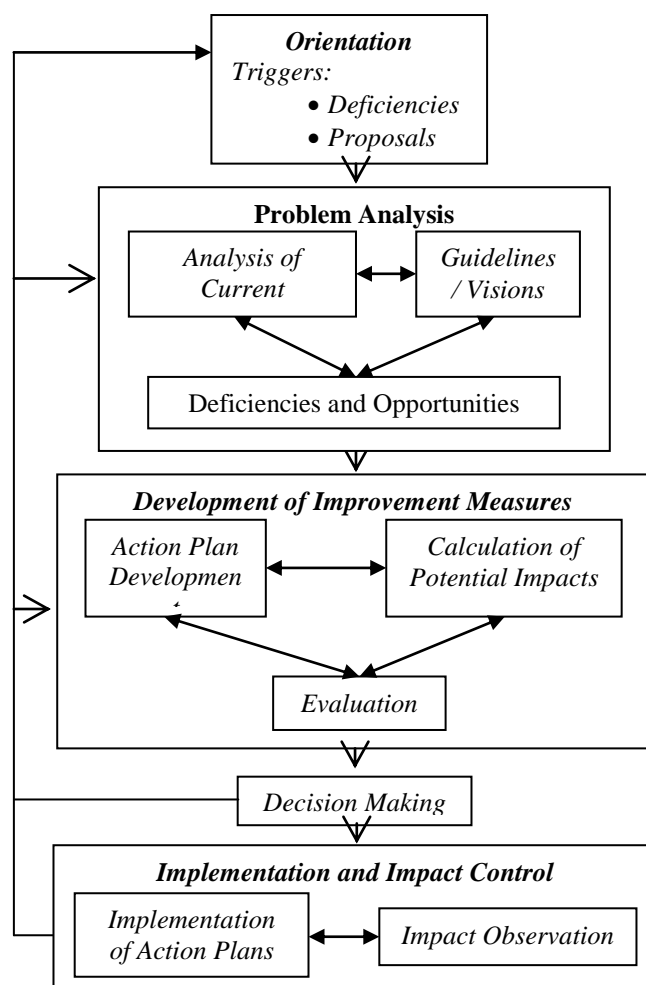 Orientation
Triggers:
• Deficiencies
• Proposals
Problem Analysis
Analysis of
Current
Guidelines
/ Visions
Deficiencies and Opportunities
Development of Improvement Measures
Action Plan
Developmen
Calculation of
Potential Impacts
Evaluation
Decision Making
Implementation and Impact Control
Implementation
of Action Plans
Impact Observation